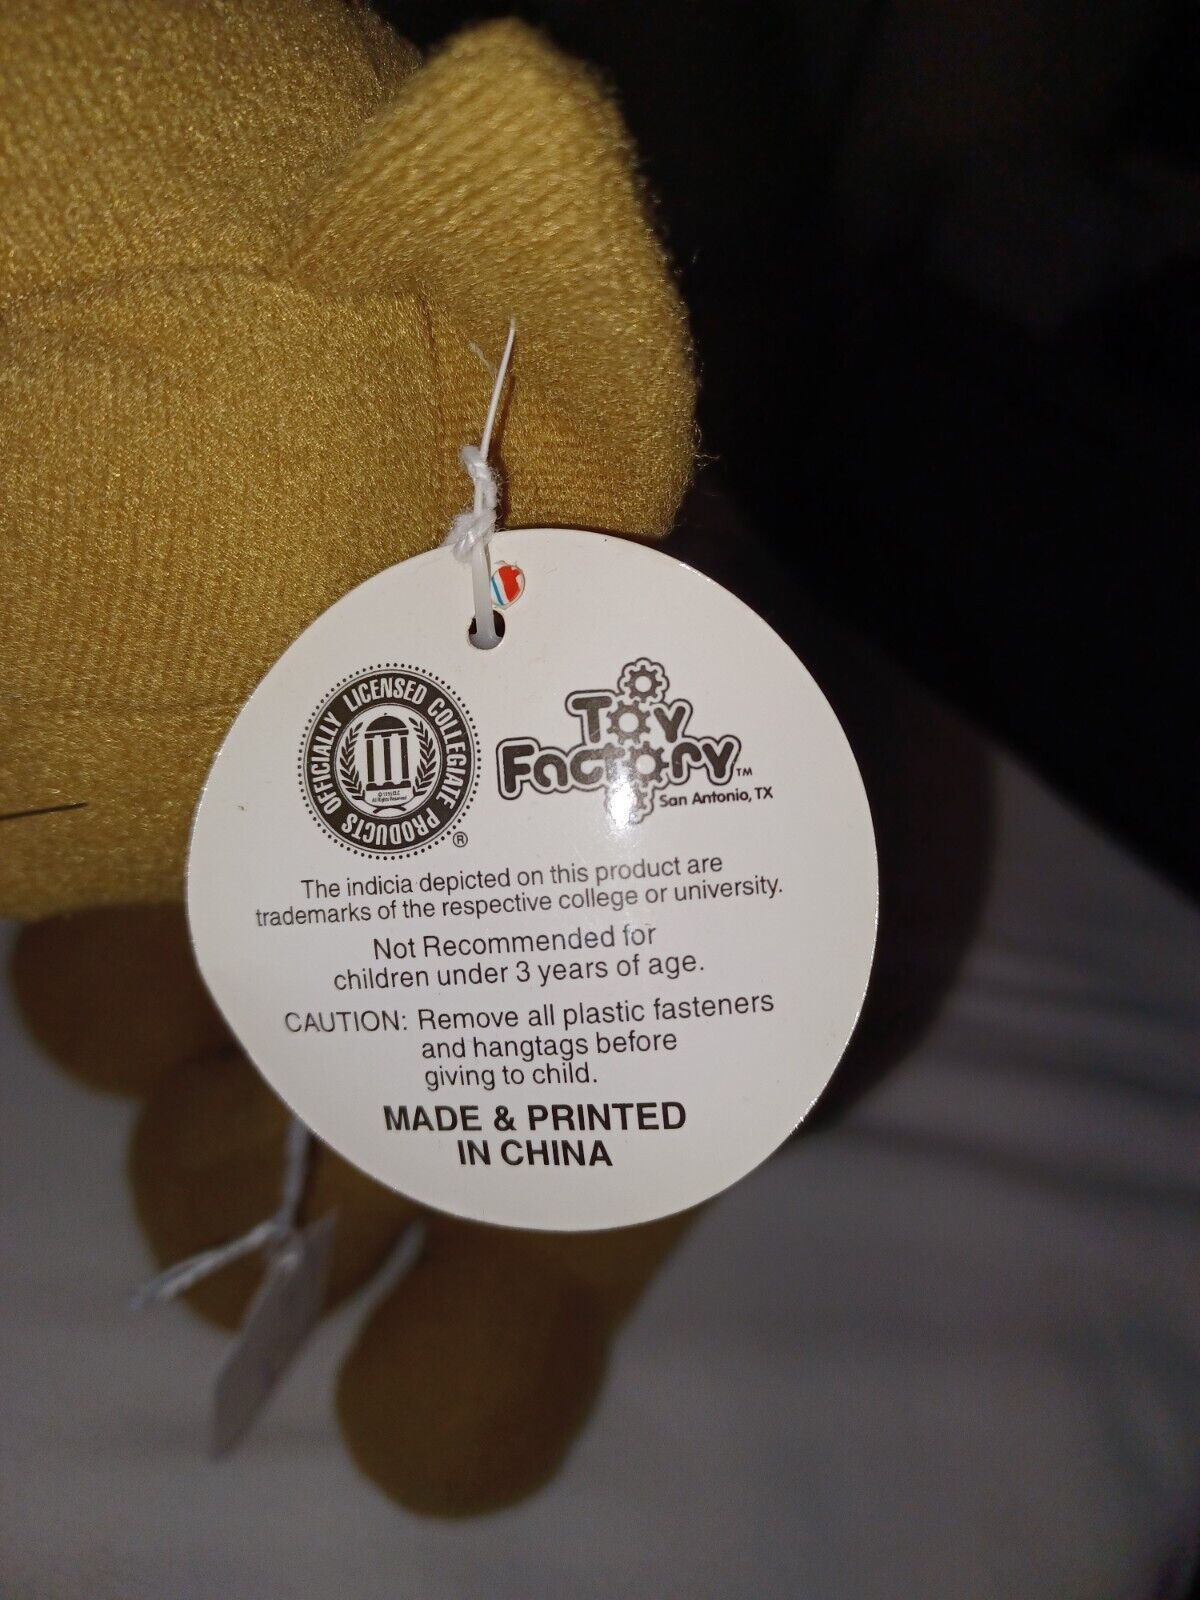 OFFICIALLY LICENSED COLLEGIATE PRODUCTS
®
Toy
Factory™
San Antonio, TX
The indicia depicted on this product are
trademarks of the respective college or university.
Not Recommended for
children under 3 years of age.
CAUTION: Remove all plastic fasteners
and hangtags before
giving to child.
MADE & PRINTED
IN CHINA